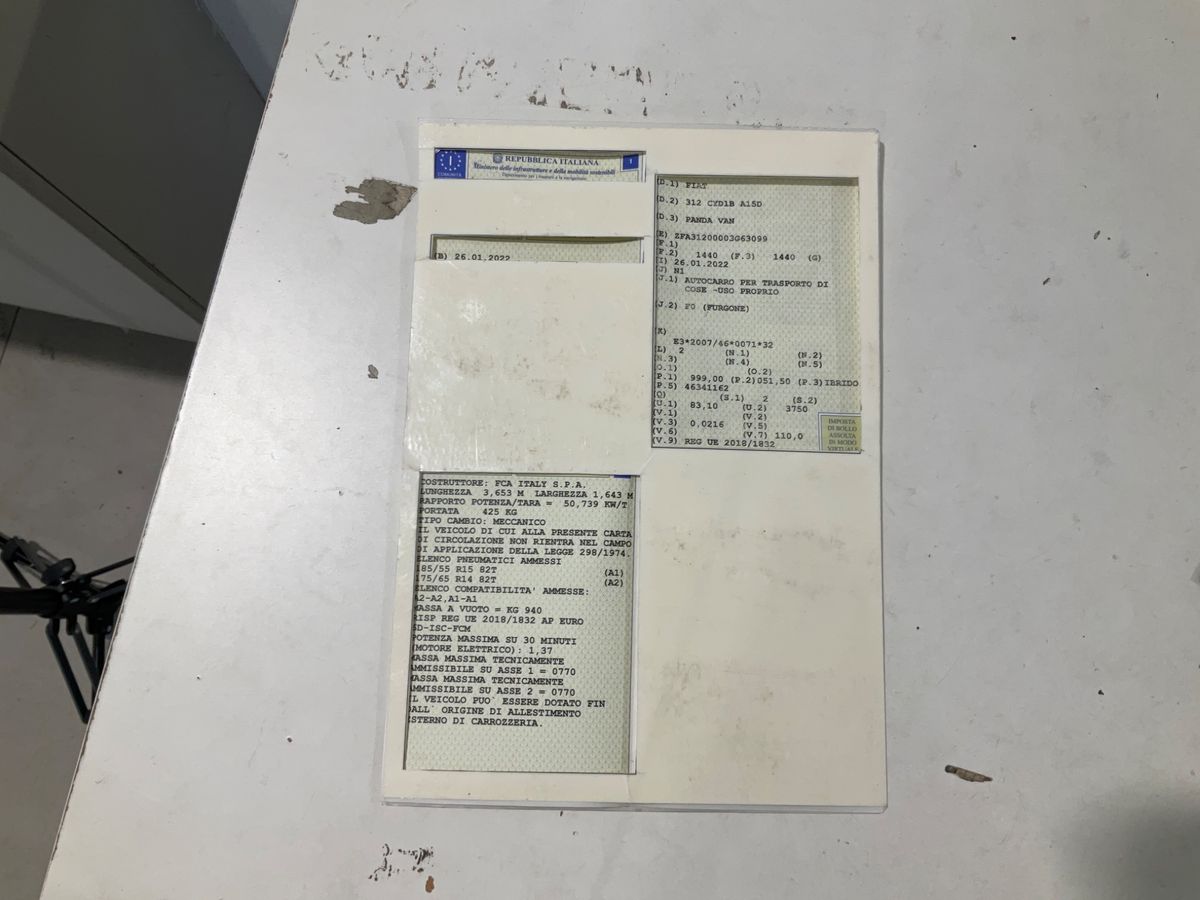 I
COMUNITÀ
REPUBBLICA ITALIANA
Ministero delle infrastrutture e della mobilità sostenibili
Dipartimento per i trasporti e la navigazione
1
(B) 26.01.2022
(D.1) FIAT
(D.2) 312 CYD1B A15D
(D.3) PANDA VAN
(E) ZFA31200003G63099
(F.1)
(F.2) 1440 (F.3) 1440 (G)
(I) 26.01.2022
(J) N1
(J.1) AUTOCARRO PER TRASPORTO DI
COSE -USO PROPRIO
(J.2) F0 (FURGONE)
(K)
E3*2007/46*0071*32
(L) 2 (N.1) (N.2)
(N.3) (N.4) (N.5)
(O.1) (O.2)
(P.1) 999,00 (P.2)051,50 (P.3)IBRIDO
(P.5) 46341162
(Q) (S.1) 2 (S.2)
(U.1) 83,10 (U.2) 3750
(V.1) (V.2)
(V.3) 0,0216 (V.5)
(V.6) (V.7) 110,0
(V.9) REG UE 2018/1832
IMPOSTA
DI BOLLO
ASSOLTA
IN MODO
VIRTUALE
COSTRUTTORE: FCA ITALY S.P.A.
LUNGHEZZA 3,653 M LARGHEZZA 1,643 M
RAPPORTO POTENZA/TARA = 50,739 KW/T
PORTATA 425 KG
TIPO CAMBIO: MECCANICO
IL VEICOLO DI CUI ALLA PRESENTE CARTA
DI CIRCOLAZIONE NON RIENTRA NEL CAMPO
DI APPLICAZIONE DELLA LEGGE 298/1974.
ELENCO PNEUMATICI AMMESSI
185/55 R15 82T (A1)
175/65 R14 82T (A2)
ELENCO COMPATIBILITA' AMMESSE:
A2-A2,A1-A1
MASSA A VUOTO = KG 940
RISP REG UE 2018/1832 AP EURO
6D-ISC-FCM
POTENZA MASSIMA SU 30 MINUTI
(MOTORE ELETTRICO): 1,37
MASSA MASSIMA TECNICAMENTE
AMMISSIBILE SU ASSE 1 = 0770
MASSA MASSIMA TECNICAMENTE
AMMISSIBILE SU ASSE 2 = 0770
IL VEICOLO PUO` ESSERE DOTATO FIN
DALL` ORIGINE DI ALLESTIMENTO
ESTERNO DI CARROZZERIA.